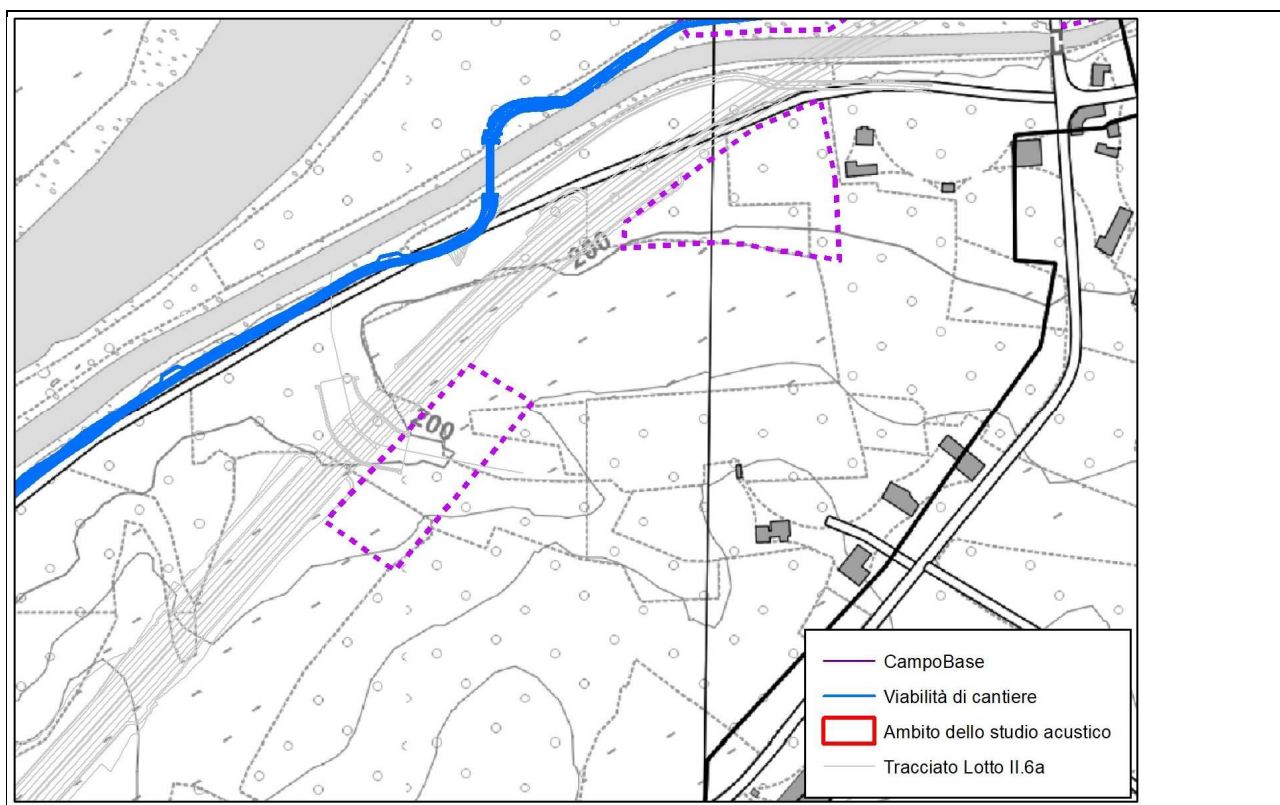 200
200
CampoBase
Viabilità di cantiere
Ambito dello studio acustico
Tracciato Lotto II.6a